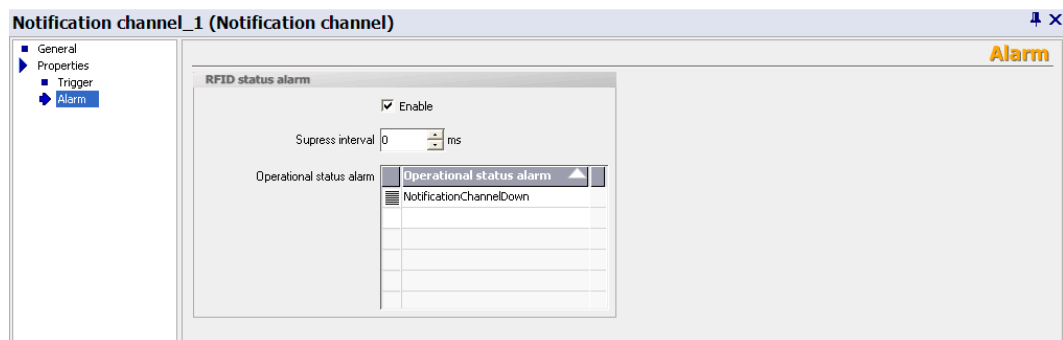 Notification channel_1 (Notification channel)
General
Properties
Trigger
Alarm
Alarm
RFID status alarm
Enable
Supress interval 0 ms
Operational status alarm
Operational status alarm
NotificationChannelDown